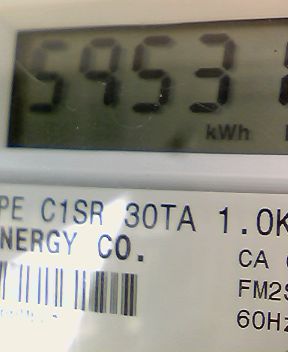 5953
kWh
PE C1SR 30TA 1.0K
NERGY CO.
CA
FM2S
60Hz